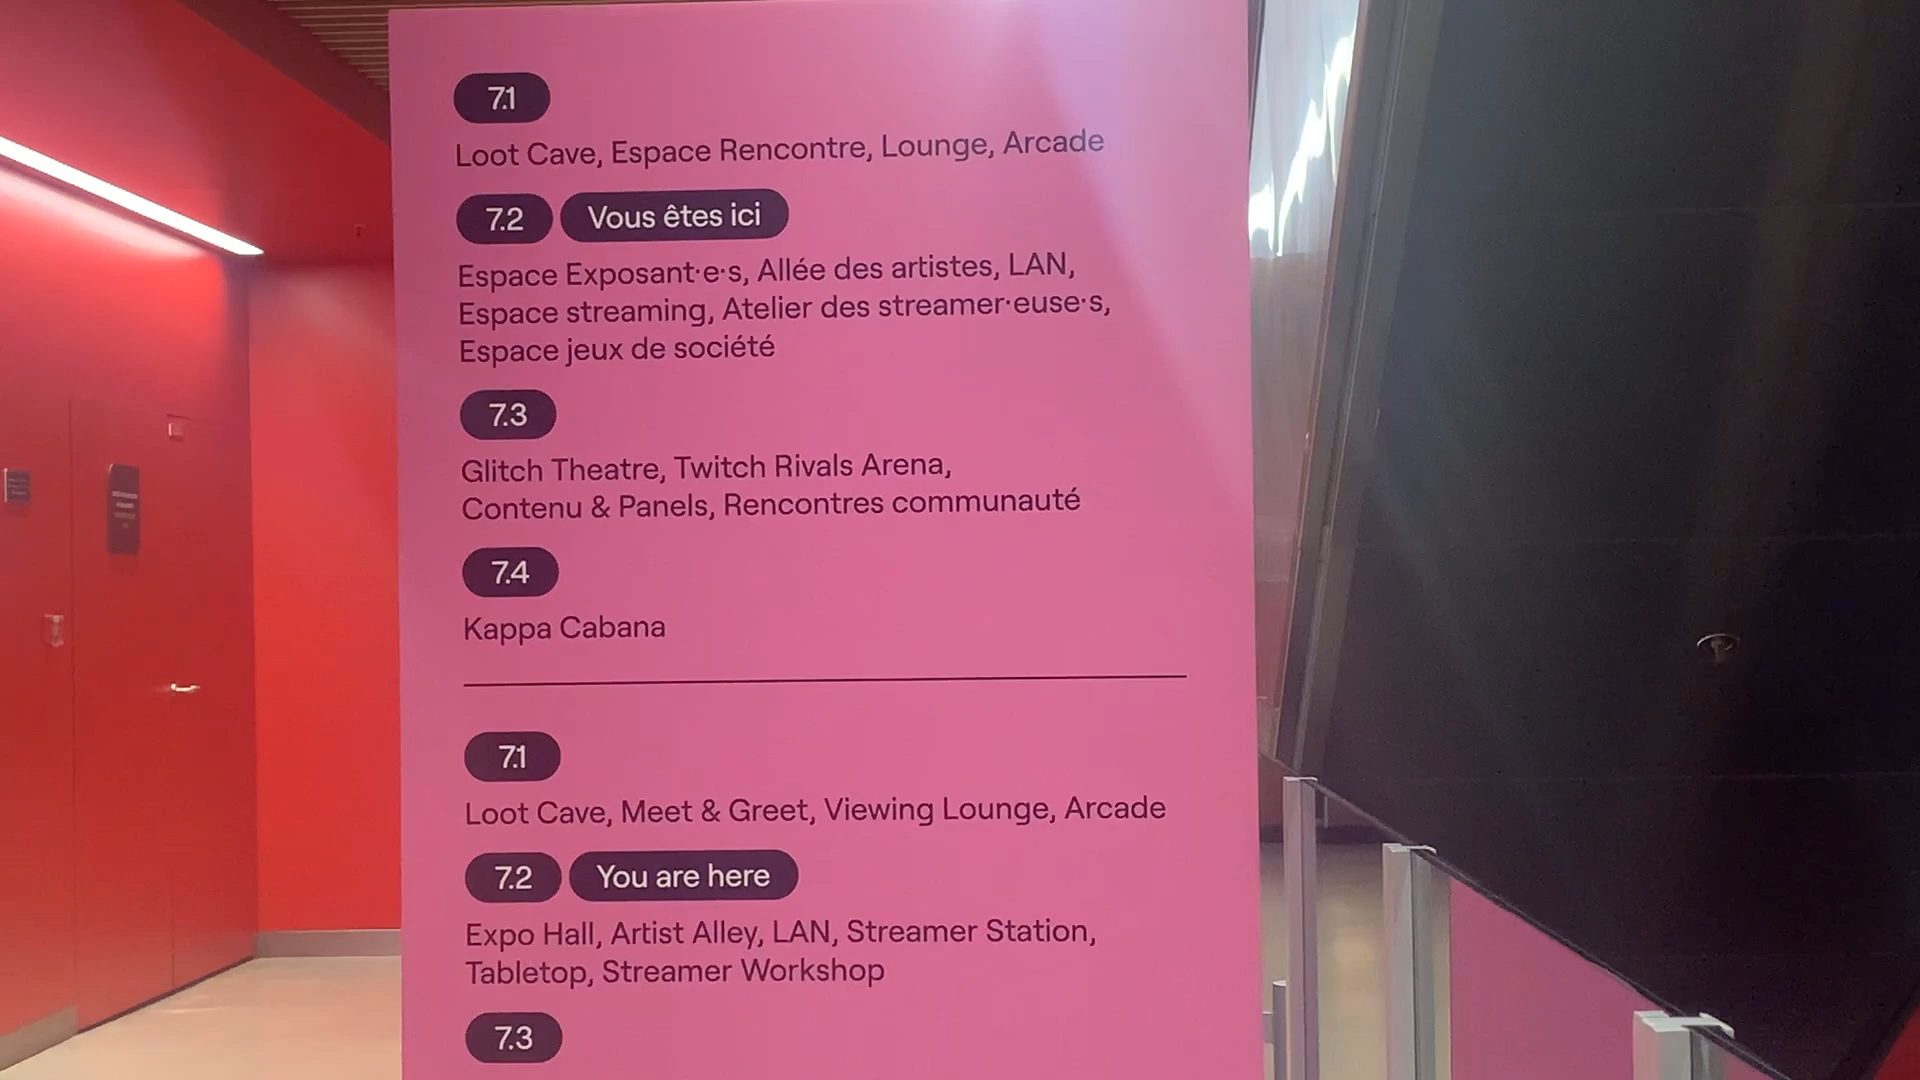 7.1
Loot Cave, Espace Rencontre, Lounge, Arcade
7.2 Vous êtes ici
Espace Exposant·e·s, Allée des artistes, LAN,
Espace streaming, Atelier des streamer·euse·s,
Espace jeux de société
7.3
Glitch Theatre, Twitch Rivals Arena,
Contenu & Panels, Rencontres communauté
7.4
Kappa Cabana
7.1
Loot Cave, Meet & Greet, Viewing Lounge, Arcade
7.2 You are here
Expo Hall, Artist Alley, LAN, Streamer Station,
Tabletop, Streamer Workshop
7.3